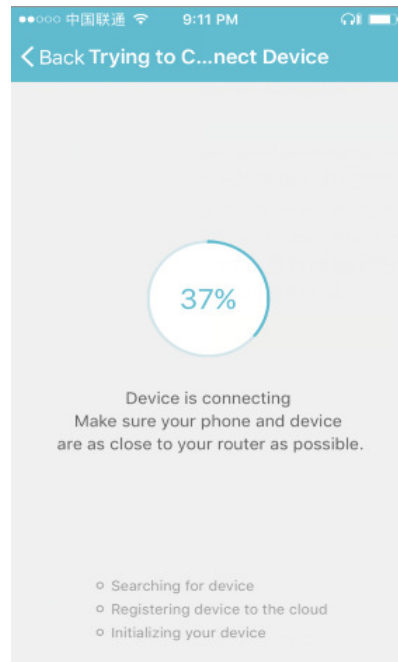 中国联通 9:11 PM
Back Trying to C...nect Device
37%
Device is connecting
Make sure your phone and device
are as close to your router as possible.
Searching for device
Registering device to the cloud
Initializing your device